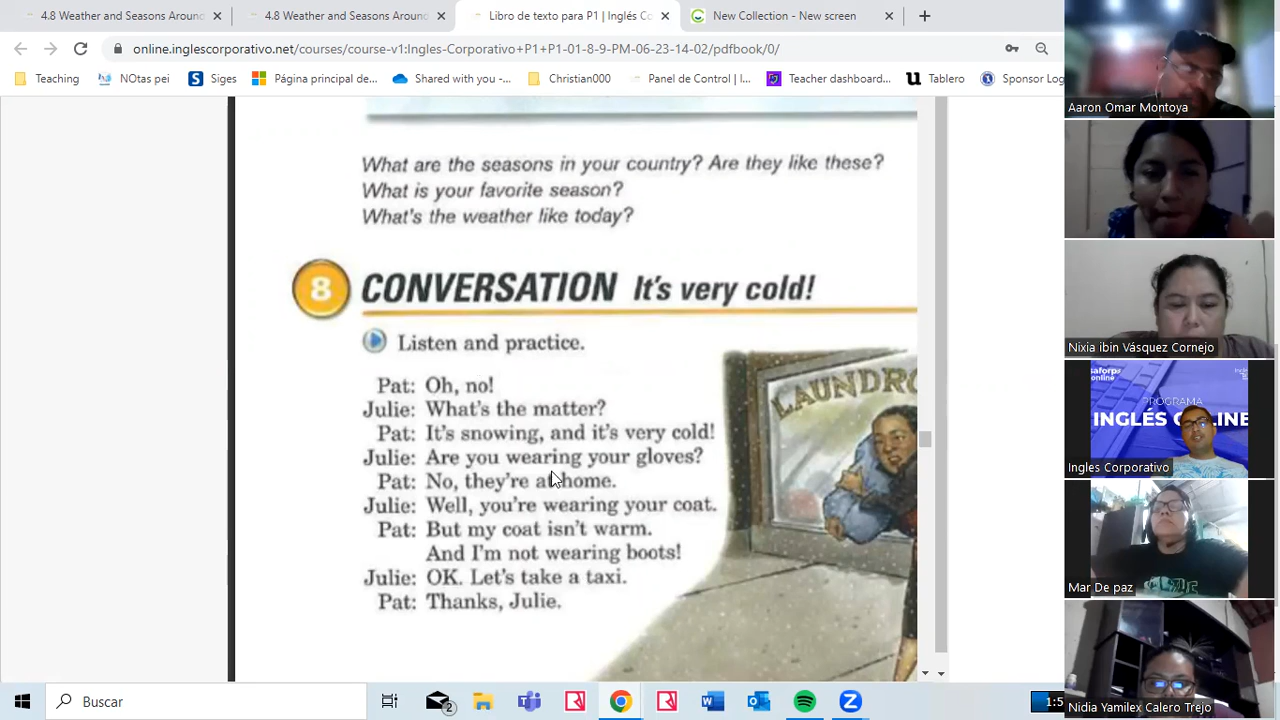 4.8 Weather and Seasons Around
4.8 Weather and Seasons Around
Libro de texto para P1 | Inglés Co
New Collection - New screen
online.inglescorporativo.net/courses/course-v1:Ingles-Corporativo+P1+P1-01-8-9-PM-06-23-14-02/pdfbook/0/
Teaching
NOtas pei
Siges
Página principal de...
Shared with you -...
Christian000
Panel de Control | I...
Teacher dashboard...
Tablero
Sponsor Log
What are the seasons in your country? Are they like these?
What is your favorite season?
What's the weather like today?
8 CONVERSATION It's very cold!
Listen and practice.
Pat: Oh, no!
Julie: What's the matter?
Pat: It's snowing, and it's very cold!
Julie: Are you wearing your gloves?
Pat: No, they're at home.
Julie: Well, you're wearing your coat.
Pat: But my coat isn't warm.
And I'm not wearing boots!
Julie: OK. Let's take a taxi.
Pat: Thanks, Julie.
LAUNDRO
Aaron Omar Montoya
Nixia ibin Vásquez Cornejo
PROGRAMA
INGLÉS ONLINE
Ingles Corporativo
Mar De paz
Nidia Yamilex Calero Trejo
Buscar
2
1:5